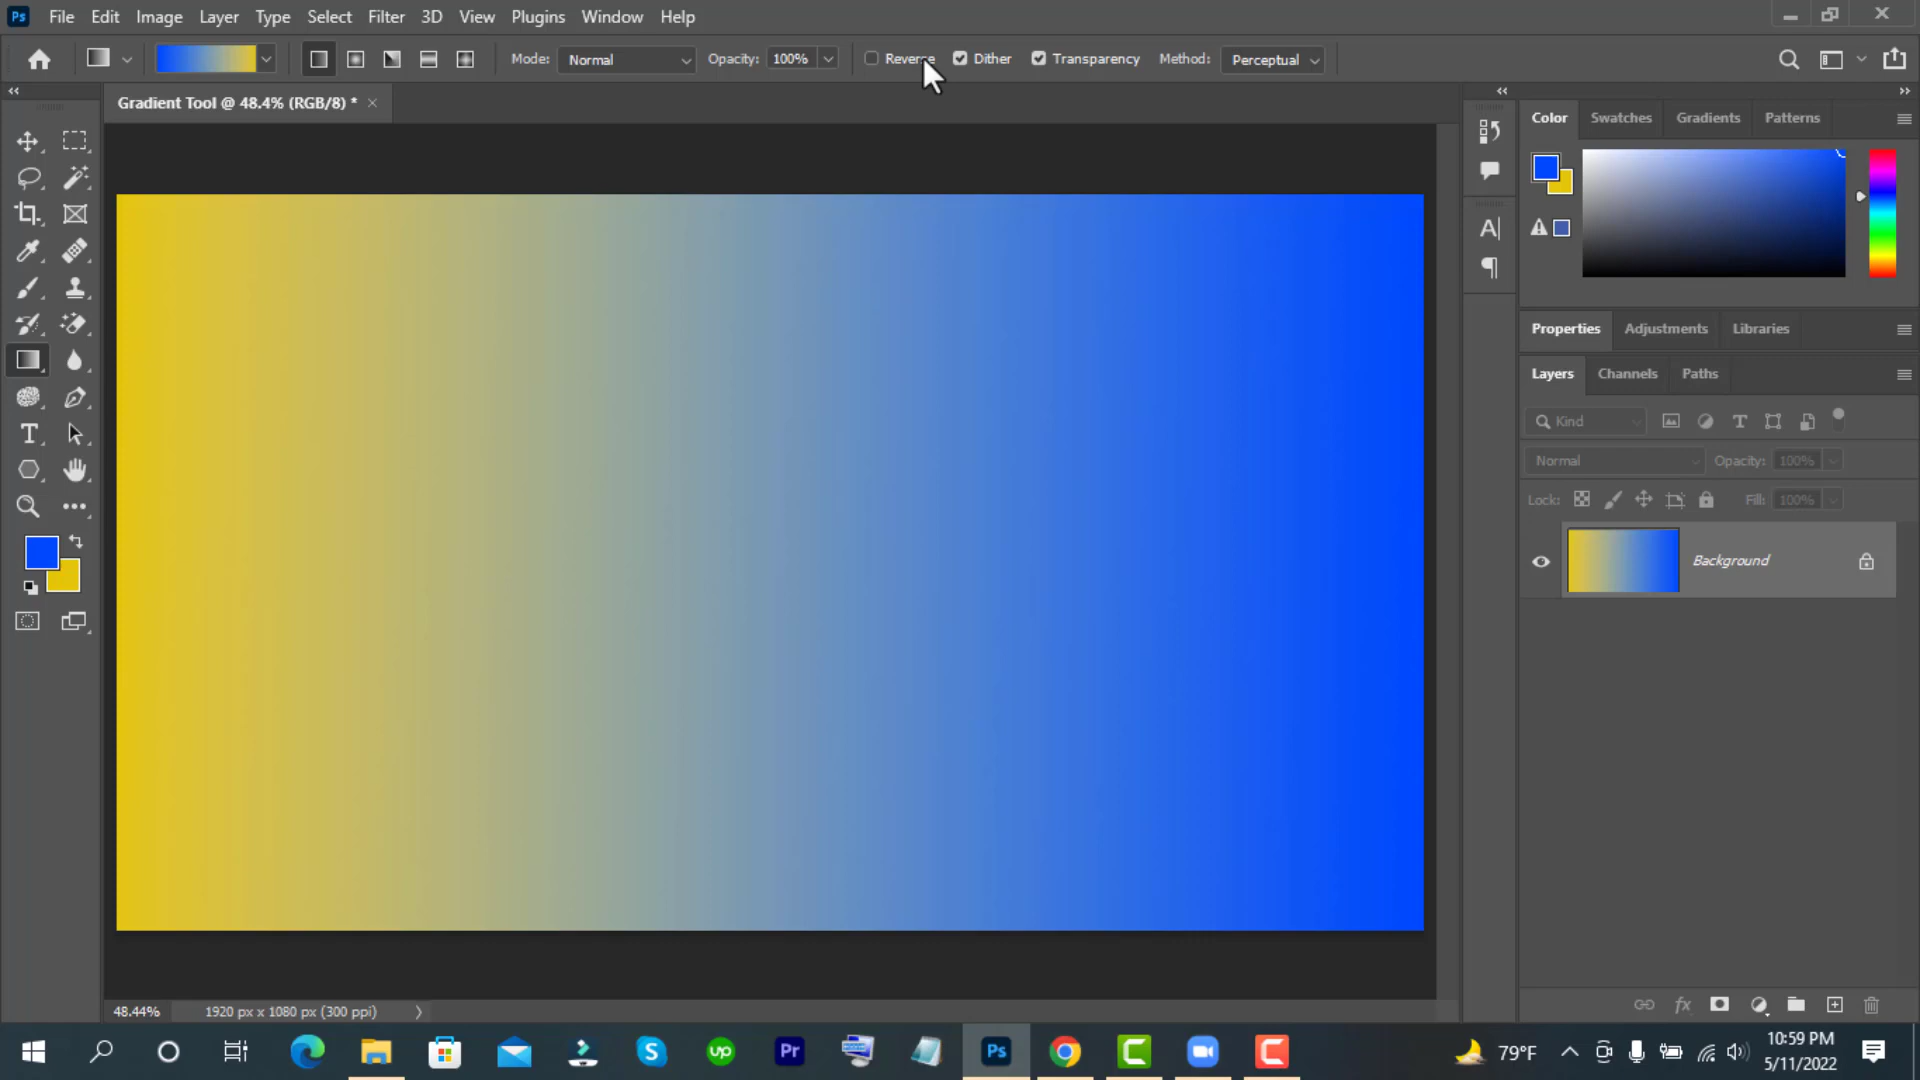 Ps File Edit Image Layer Type Select Filter 3D View Plugins Window Help
Mode: Normal Opacity: 100% Reverse Dither Transparency Method: Perceptual
Gradient Tool @ 48.4% (RGB/8) *
Color Swatches Gradients Patterns
Properties Adjustments Libraries
Layers Channels Paths
Kind
Normal Opacity: 100%
Lock: Fill: 100%
Background
48.44% 1920 px x 1080 px (300 ppi)
up Pr Ps 79°F
10:59 PM
5/11/2022